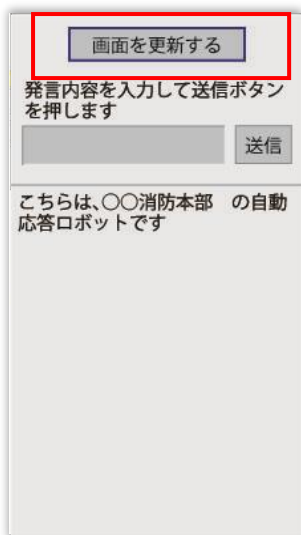 画面を更新する
発言内容を入力して送信ボタン
を押します
送信
こちらは、〇〇消防本部　の自動
応答ロボットです